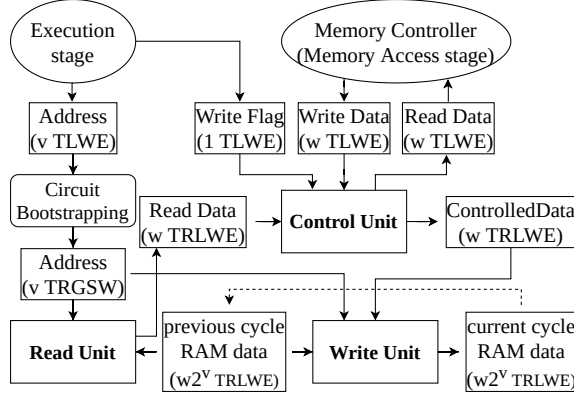 Execution
stage
Memory Controller
(Memory Access stage)
Address
(v TLWE)
Write Flag
(1 TLWE)
Write Data
(w TLWE)
Read Data
(w TLWE)
Circuit
Bootstrapping
Read Data
(w TRLWE)
Control Unit
ControlledData
(w TRLWE)
Address
(v TRGSW)
Read Unit
previous cycle
RAM data
(w2^v TRLWE)
Write Unit
current cycle
RAM data
(w2^v TRLWE)